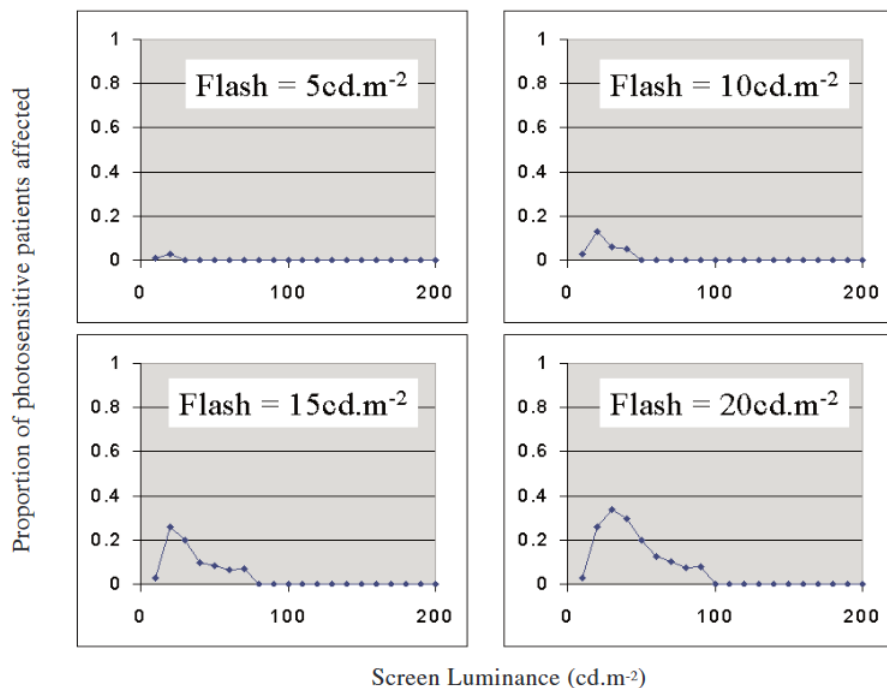 Proportion of photosensitive patients affected
1
0.8
0.6
0.4
0.2
0
0 100 200
Flash = 5cd.m-2
1
0.8
0.6
0.4
0.2
0
0 100 200
Flash = 10cd.m-2
1
0.8
0.6
0.4
0.2
0
0 100 200
Flash = 15cd.m-2
1
0.8
0.6
0.4
0.2
0
0 100 200
Flash = 20cd.m-2
Screen Luminance (cd.m-2)